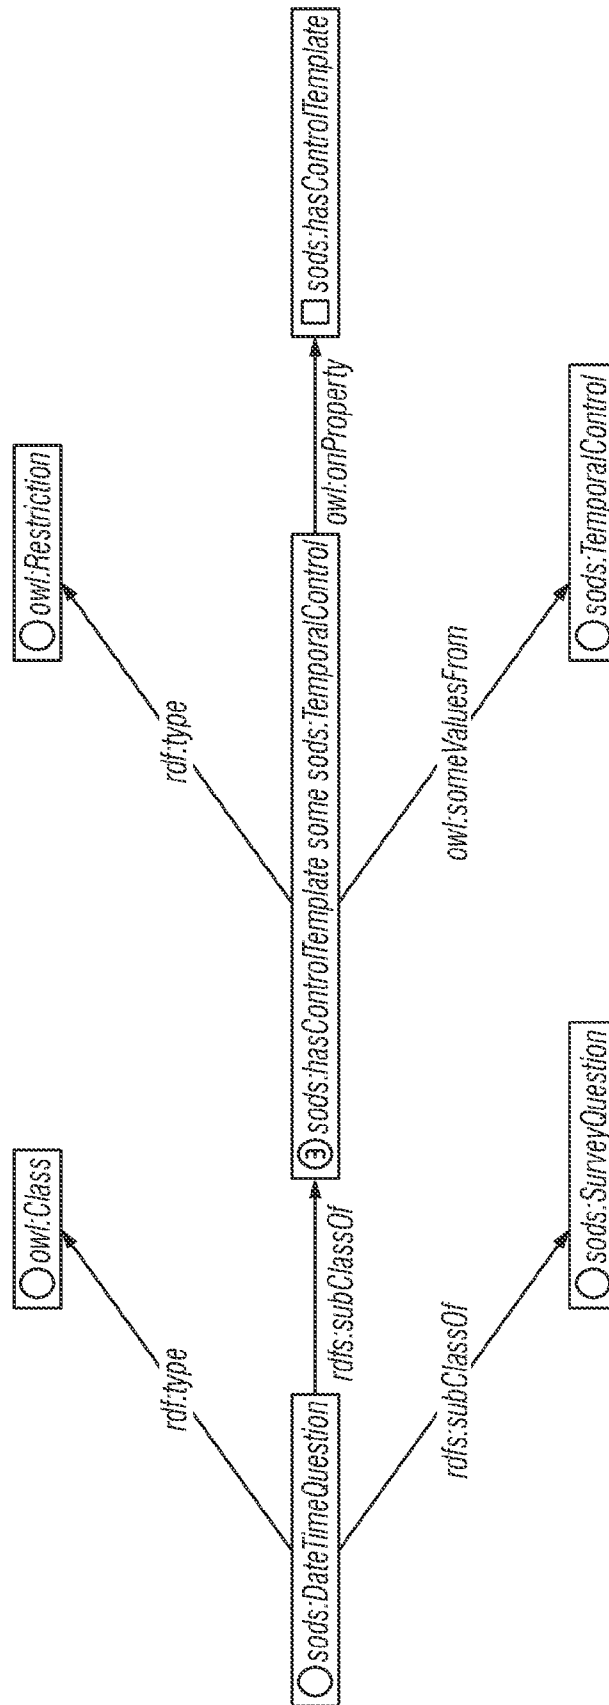 owl:Class
owl:Restriction
rdf:type
rdf:type
sods:DateTimeQuestion
rdfs:subClassOf
③ sods:hasControlTemplate some sods:TemporalControl
owl:onProperty
sods:hasControlTemplate
rdfs:subClassOf
owl:someValuesFrom
sods:SurveyQuestion
sods:TemporalControl